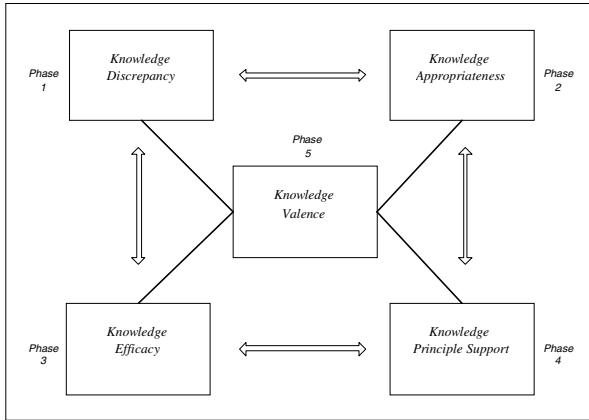 Phase
1
Knowledge
Discrepancy
Knowledge
Appropriateness
Phase
2
Phase
5
Knowledge
Valence
Phase
3
Knowledge
Efficacy
Knowledge
Principle Support
Phase
4